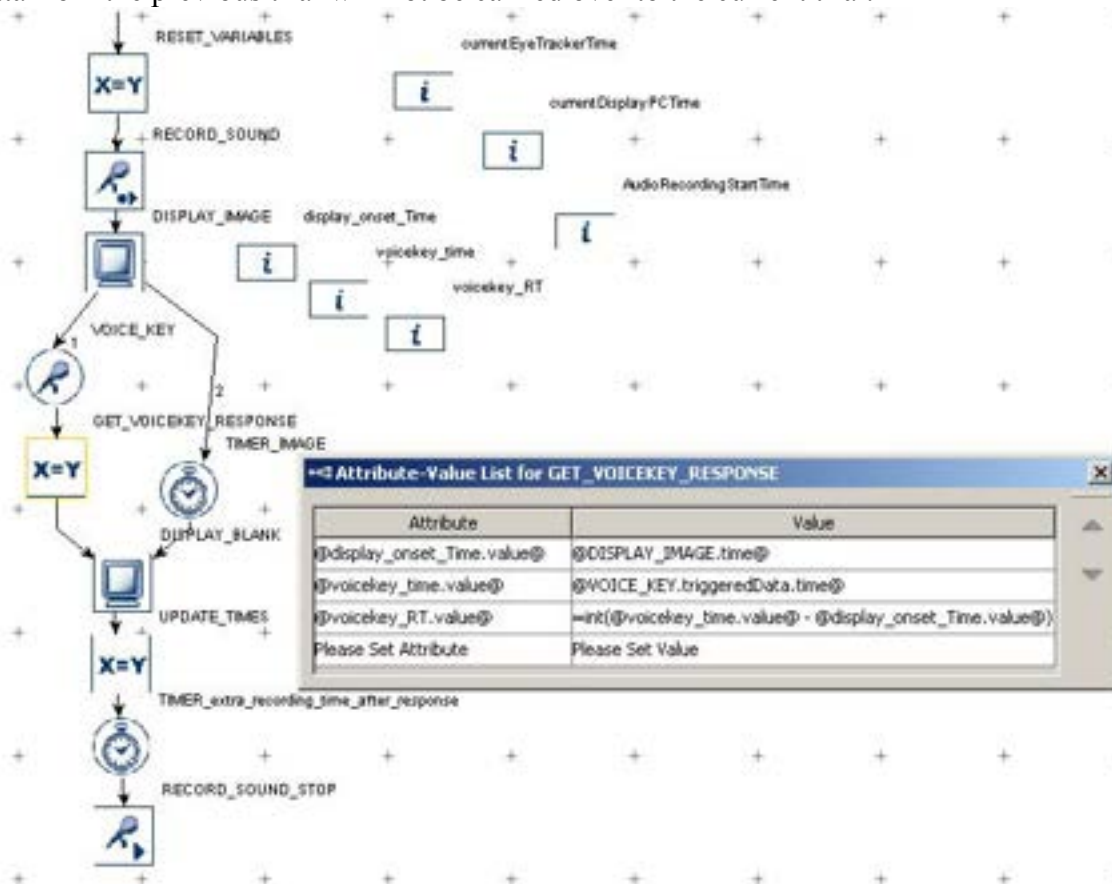 RESET_VARIABLES
currentEyeTrackerTime
X=Y
i
currentDisplayPCTime
RECORD_SOUND
i
AudioRecordingStartTime
DISPLAY_IMAGE
display_onset_Time
i
i
voicekey_time
i
voicekey_RT
i
VOICE_KEY
1
2
GET_VOICEKEY_RESPONSE
TIMER_IMAGE
X=Y
Attribute-Value List for GET_VOICEKEY_RESPONSE
Attribute Value
@display_onset_Time.value@ @DISPLAY_IMAGE.time@
@voicekey_time.value@ @VOICE_KEY.triggeredData.time@
@voicekey_RT.value@ =int(@voicekey_time.value@ - @display_onset_Time.value@)
Please Set Attribute Please Set Value
DISPLAY_BLANK
UPDATE_TIMES
X=Y
TIMER_extra_recording_time_after_response
RECORD_SOUND_STOP